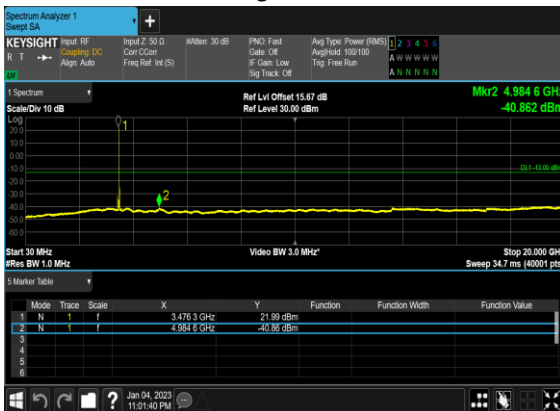 Spectrum Analyzer 1
Swept SA
KEYSIGHT Input: RF Input Z: 50 Ω #Atten: 30 dB PNO: Fast Avg Type: Power (RMS) 1 2 3 4 5 6
R T Coupling: DC Corr CCorr Gate: Off Avg|Hold: 100/100 A W W W W W
Align: Auto Freq Ref: Int (S) IF Gain: Low Trig: Free Run
Sig Track: Off A N N N N N
1 Spectrum Ref Lvl Offset 15.67 dB Mkr2 4.984 6 GHz
Scale/Div 10 dB Ref Level 30.00 dBm -40.862 dBm
Log
20.0 1
10.0
0.00
-10.0 DL1 -13.00 dBm
-20.0
-30.0 2
-40.0
-50.0
-60.0
Start 30 MHz Video BW 3.0 MHz* Stop 20.000 GH
#Res BW 1.0 MHz Sweep 34.7 ms (40001 pts
5 Marker Table
Mode Trace Scale X Y Function Function Width Function Value
1 N 1 f 3.476 3 GHz 21.99 dBm
2 N 1 f 4.984 6 GHz -40.86 dBm
3
4
5
6
? Jan 04, 2023
11:01:40 PM